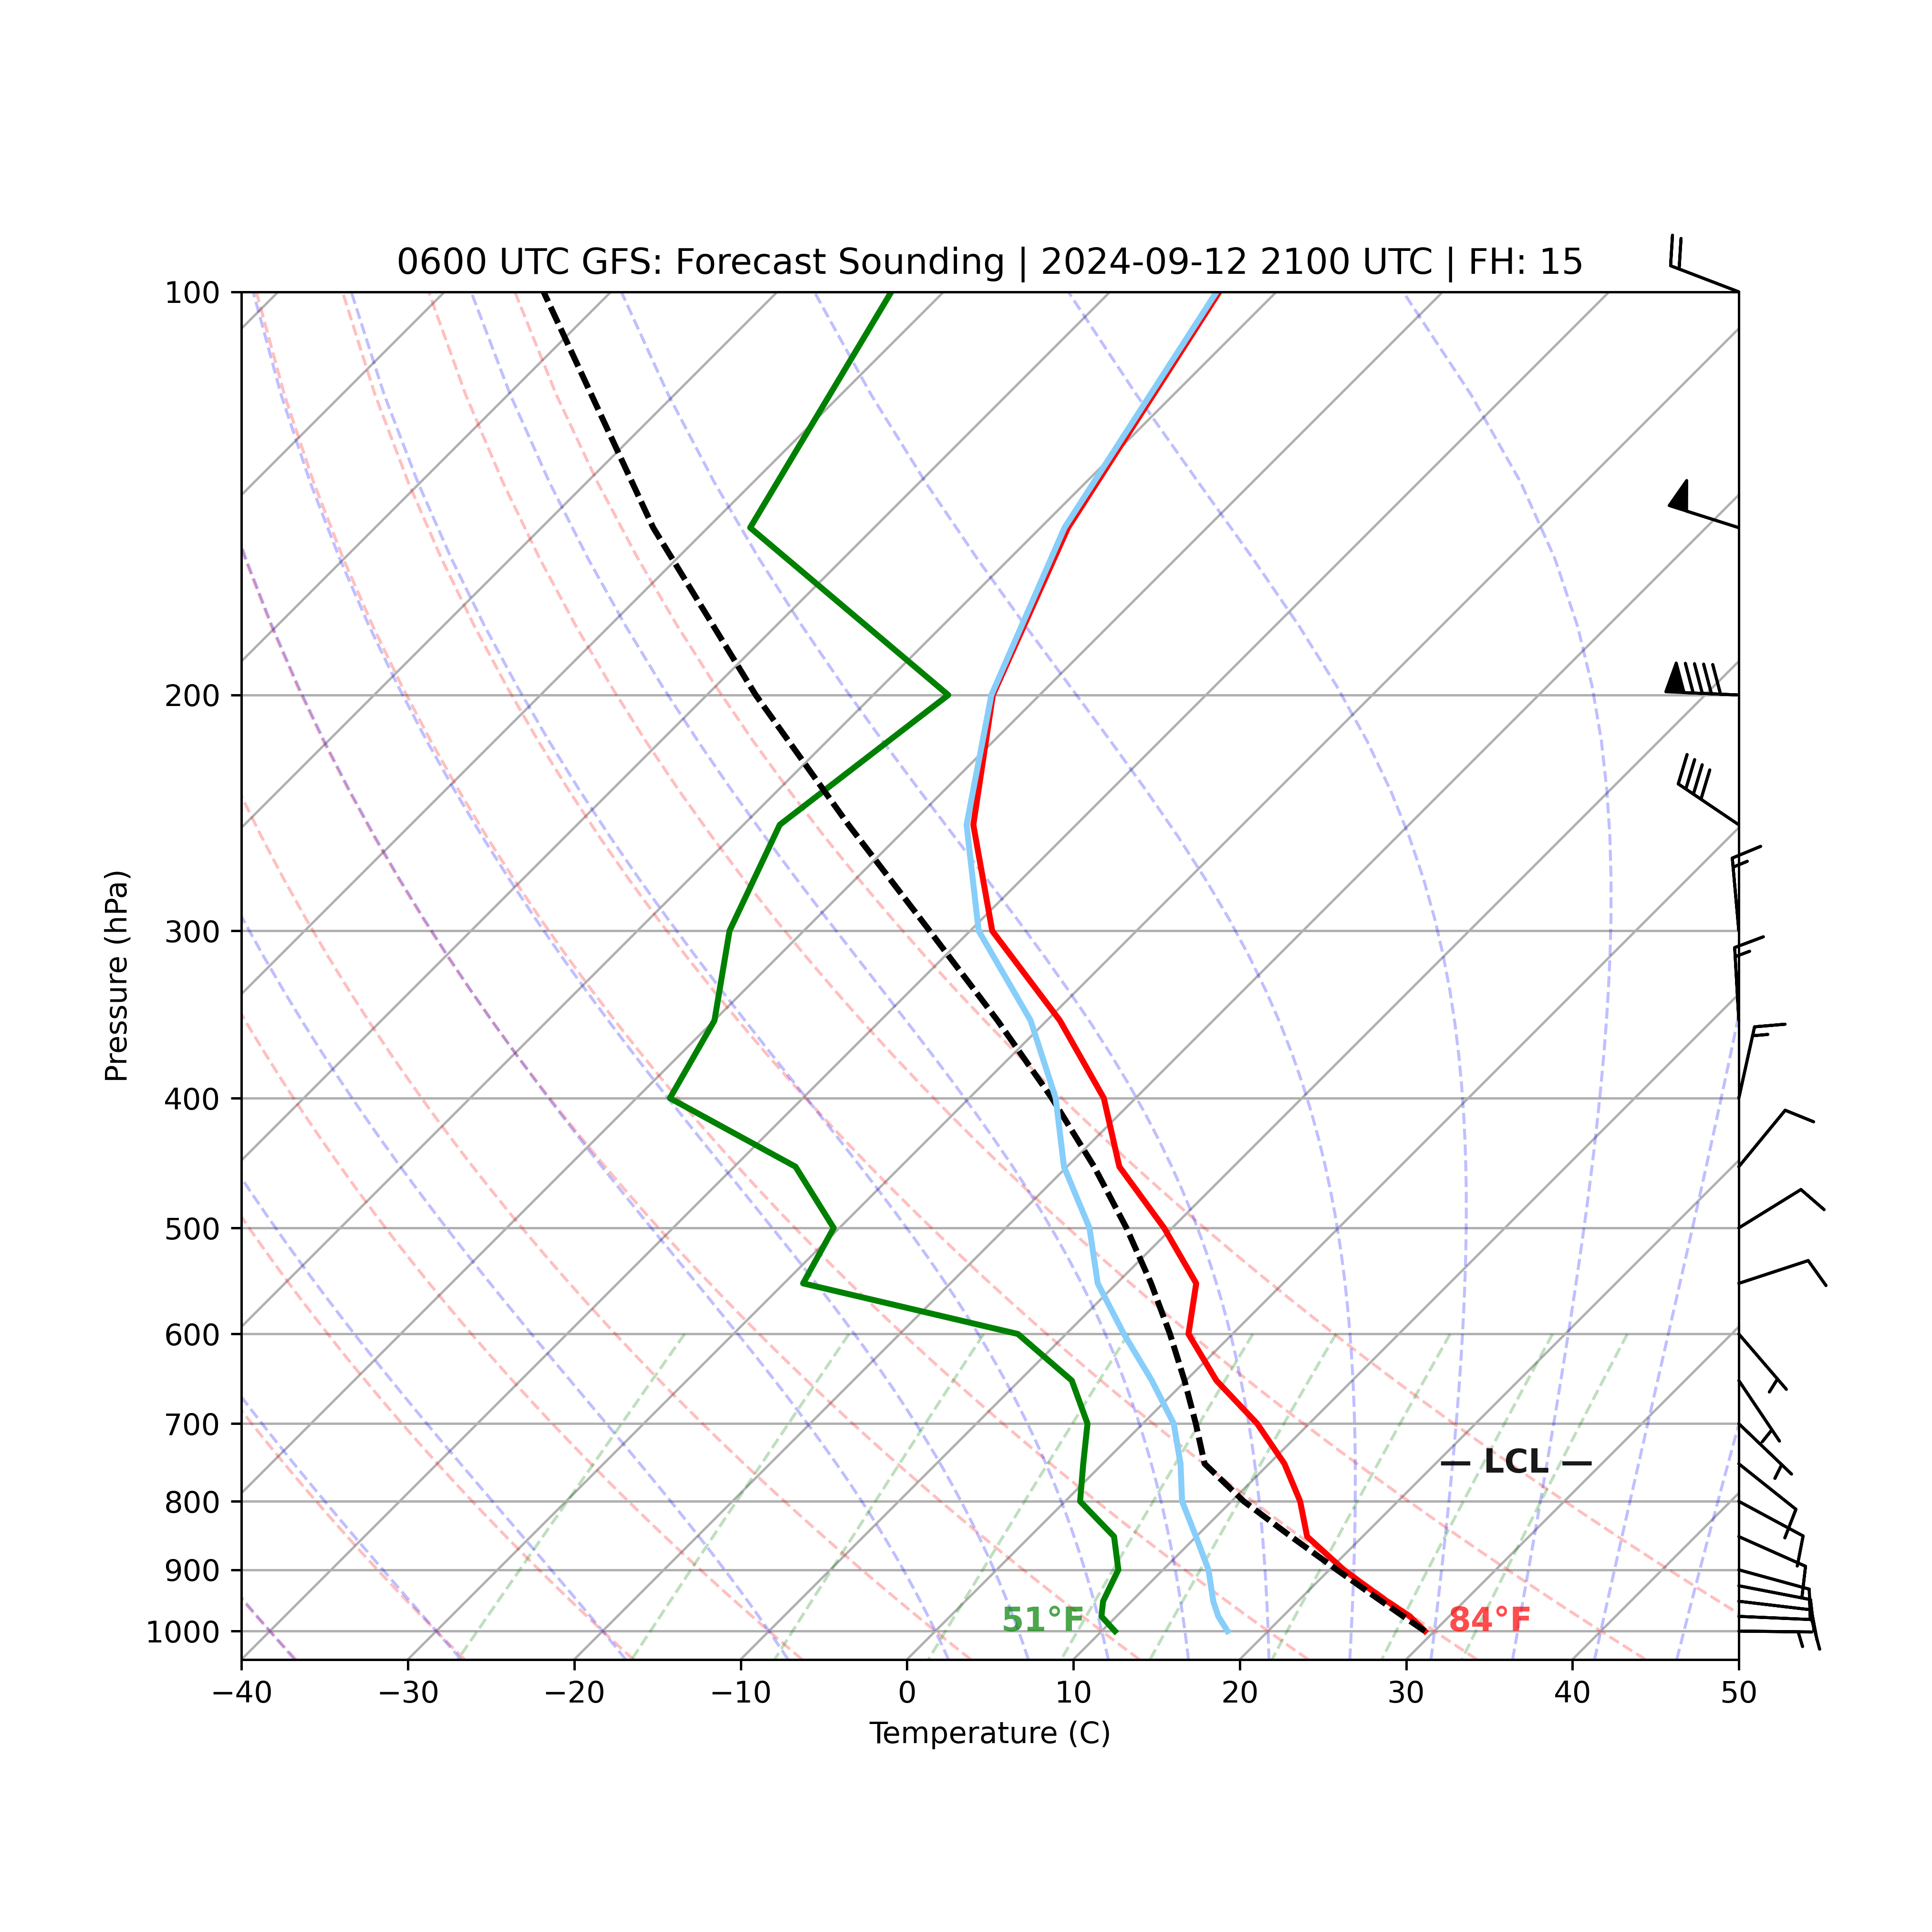 0600 UTC GFS: Forecast Sounding | 2024-09-12 2100 UTC | FH: 15
100
200
300
400
500
600
700
800
900
1000
Pressure (hPa)
— LCL —
51°F
84°F
−40 −30 −20 −10 0 10 20 30 40 50
Temperature (C)